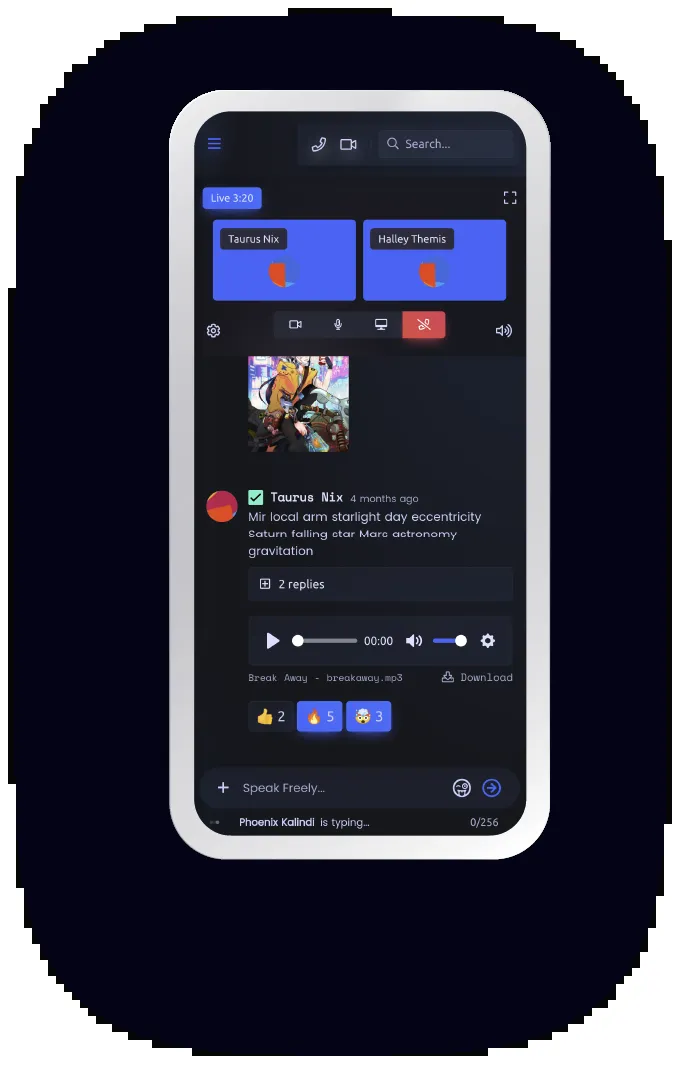 Search...
Live 3:20
Taurus Nix
Halley Themis
Taurus Nix 4 months ago
Mir local arm starlight day eccentricity
Saturn falling star Mars astronomy
gravitation
2 replies
00:00
Break Away - breakaway.mp3
Download
👍 2 🔥 5 🤯 3
Speak Freely...
Phoenix Kalindi is typing...
0/256